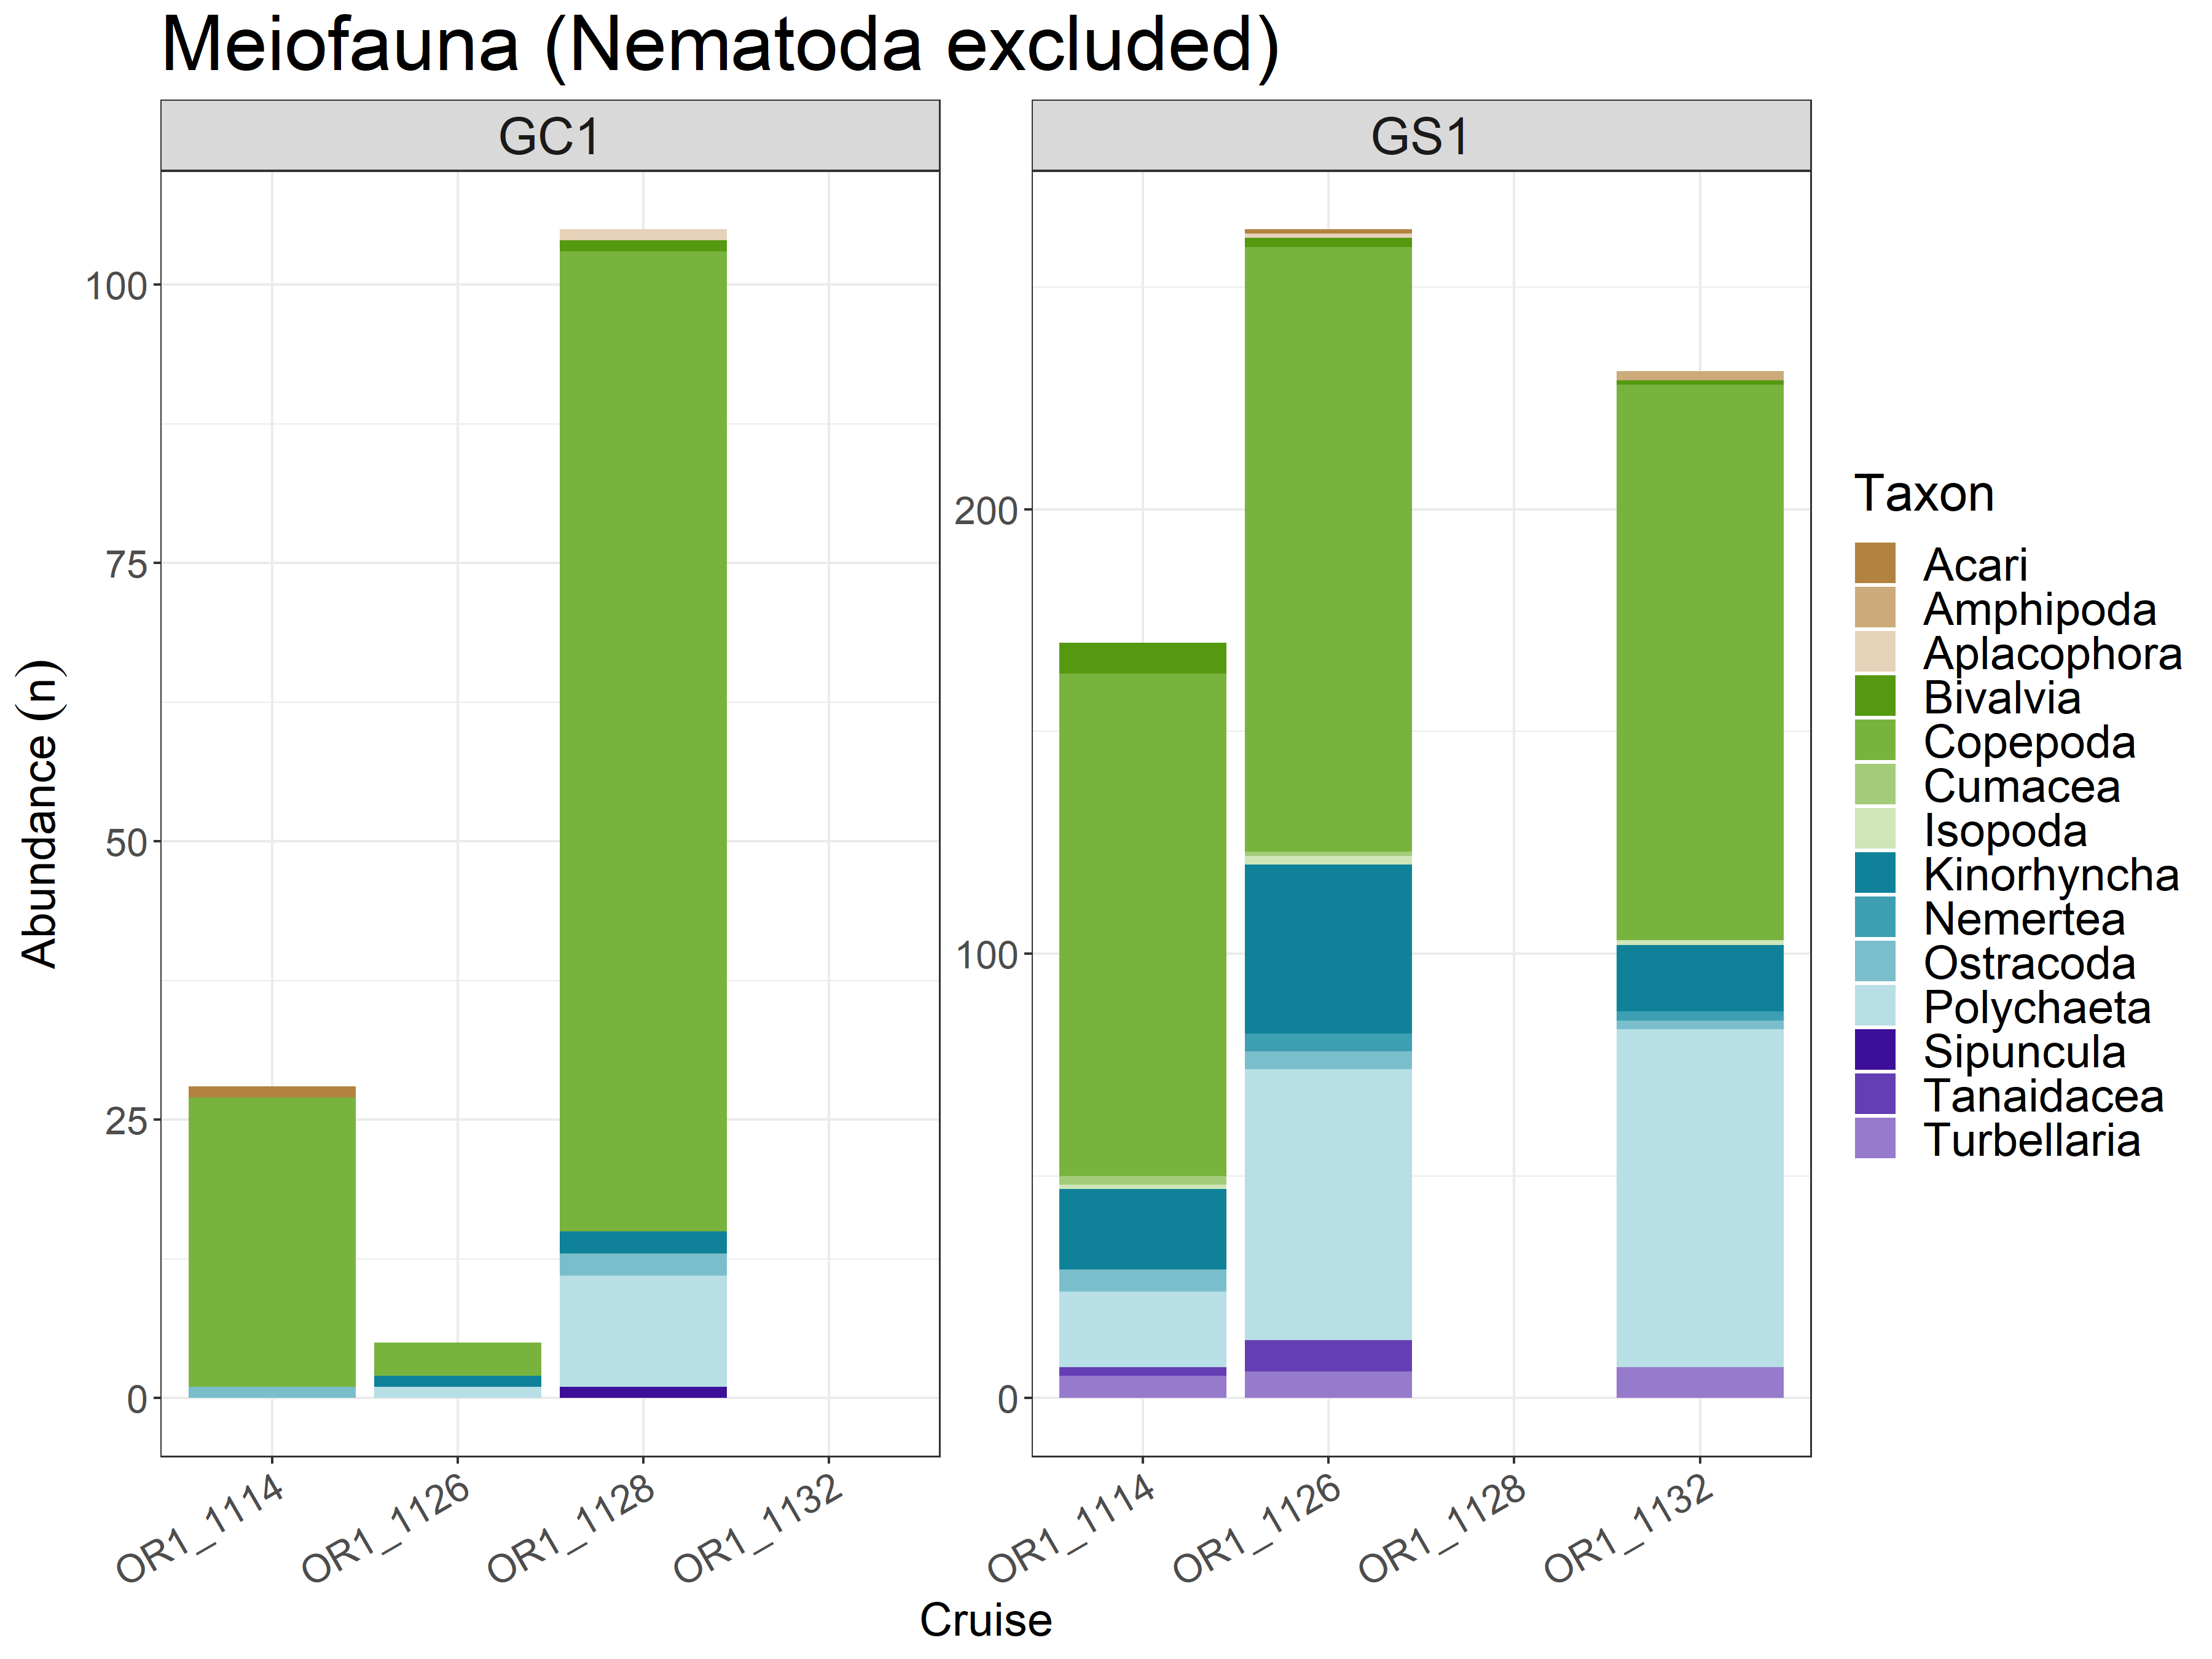 Meiofauna (Nematoda excluded)
GC1
GS1
Abundance (n)
100
75
50
25
0
200
100
0
OR1_1114
OR1_1126
OR1_1128
OR1_1132
OR1_1114
OR1_1126
OR1_1128
OR1_1132
Cruise
Taxon
Acari
Amphipoda
Aplacophora
Bivalvia
Copepoda
Cumacea
Isopoda
Kinorhyncha
Nemertea
Ostracoda
Polychaeta
Sipuncula
Tanaidacea
Turbellaria